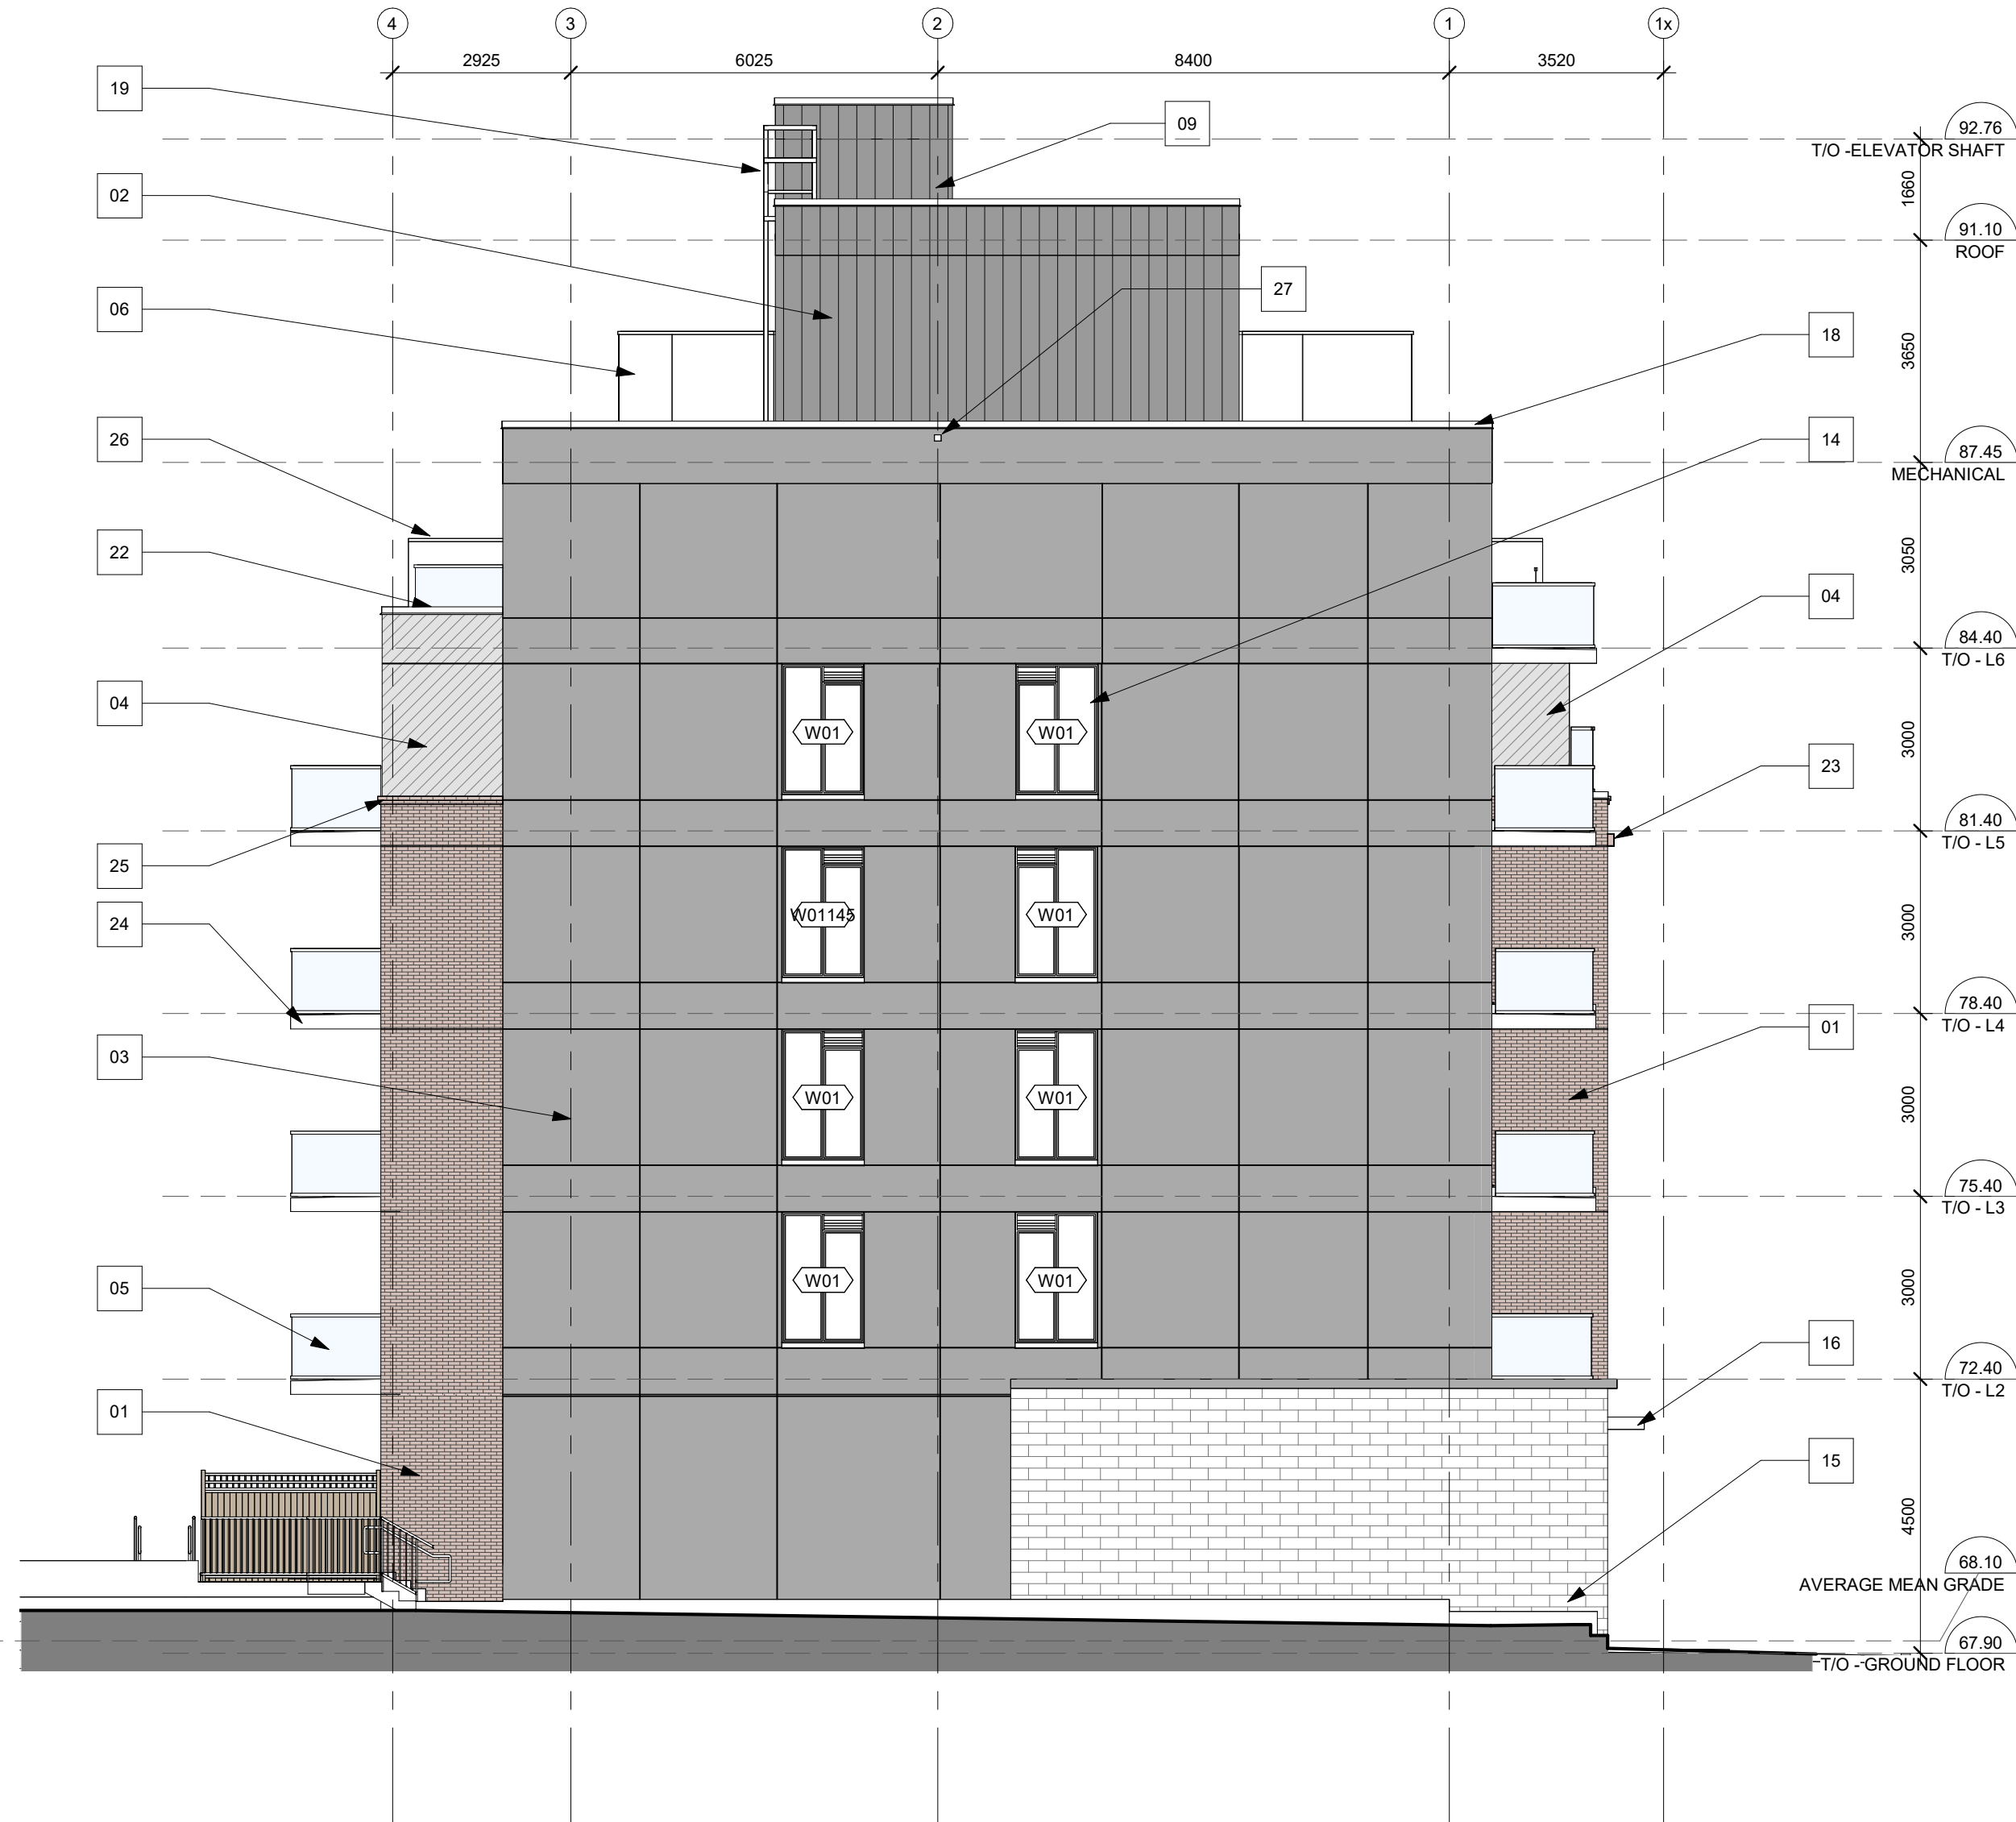 4 3 2 1 1x
2925 6025 8400 3520
19
09
92.76
T/O -ELEVATOR SHAFT
1660
02
91.10
ROOF
27
06
18
3650
26
14
87.45
MECHANICAL
22
3050
04
84.40
T/O - L6
04
W01 W01
3000
23
81.40
T/O - L5
25
24
W01145 W01
3000
78.40
T/O - L4
01
03
W01 W01
3000
75.40
T/O - L3
05
W01 W01
3000
16
72.40
T/O - L2
01
15
4500
68.10
AVERAGE MEAN GRADE
67.90
T/O - GROUND FLOOR